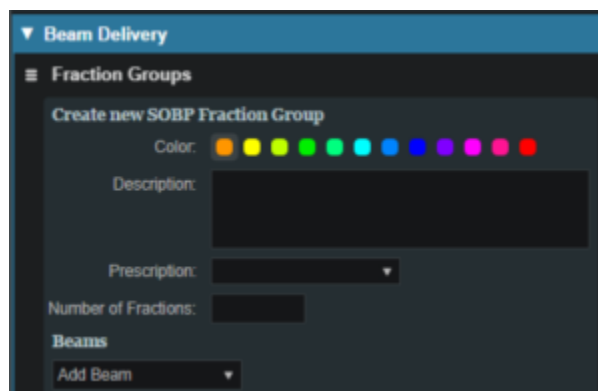 Beam Delivery
Fraction Groups
Create new SOBP Fraction Group
Color:
Description:
Prescription:
Number of Fractions:
Beams
Add Beam